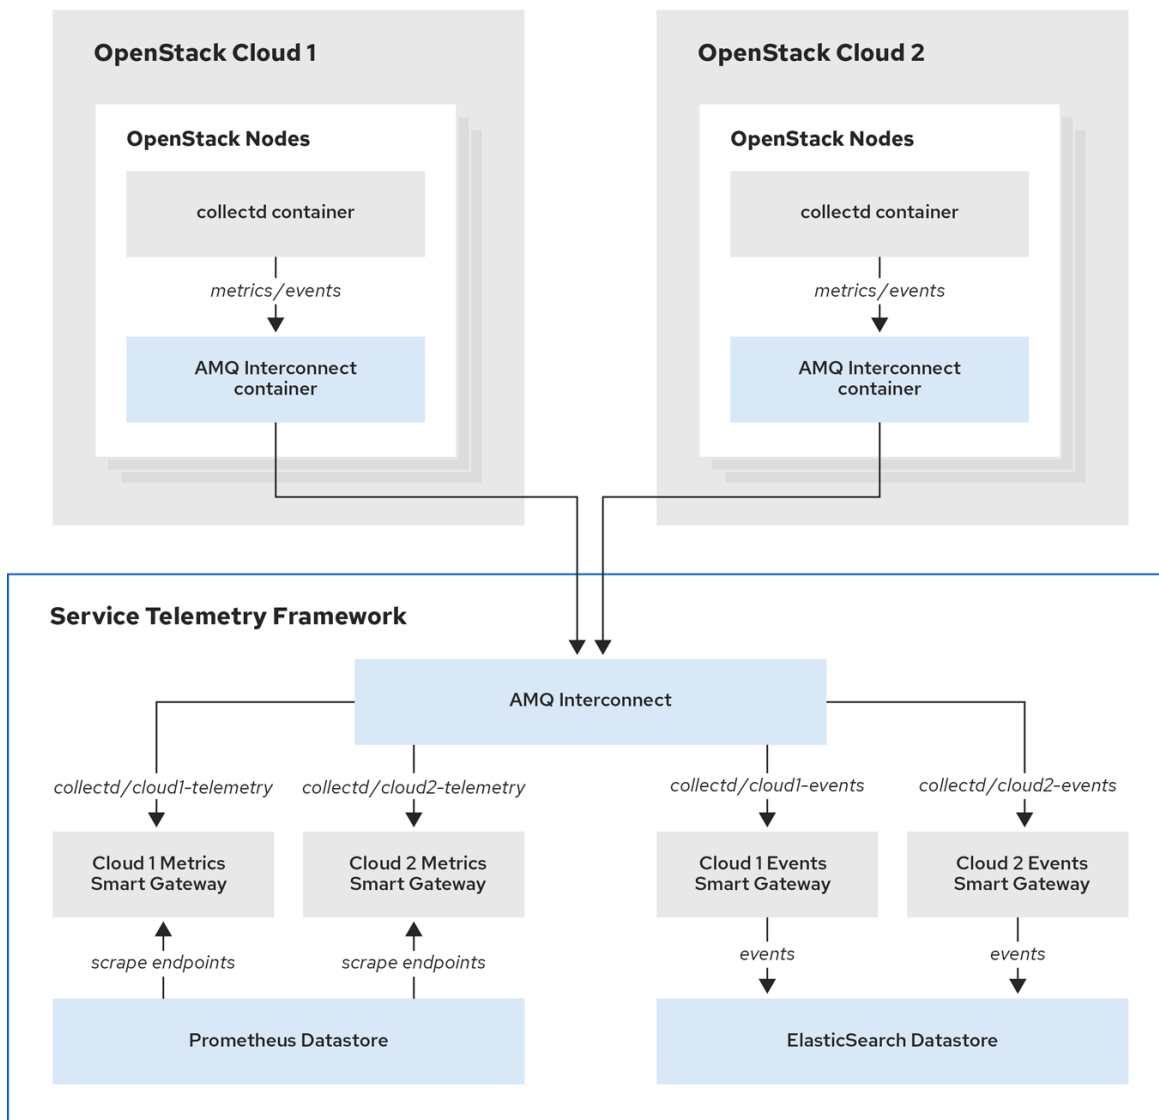 OpenStack Cloud 1
OpenStack Nodes
collectd container
metrics/events
AMQ Interconnect
container
OpenStack Cloud 2
OpenStack Nodes
collectd container
metrics/events
AMQ Interconnect
container
Service Telemetry Framework
AMQ Interconnect
collectd/cloud1-telemetry
collectd/cloud2-telemetry
collectd/cloud1-events
collectd/cloud2-events
Cloud 1 Metrics
Smart Gateway
Cloud 2 Metrics
Smart Gateway
Cloud 1 Events
Smart Gateway
Cloud 2 Events
Smart Gateway
scrape endpoints
scrape endpoints
events
events
Prometheus Datastore
ElasticSearch Datastore